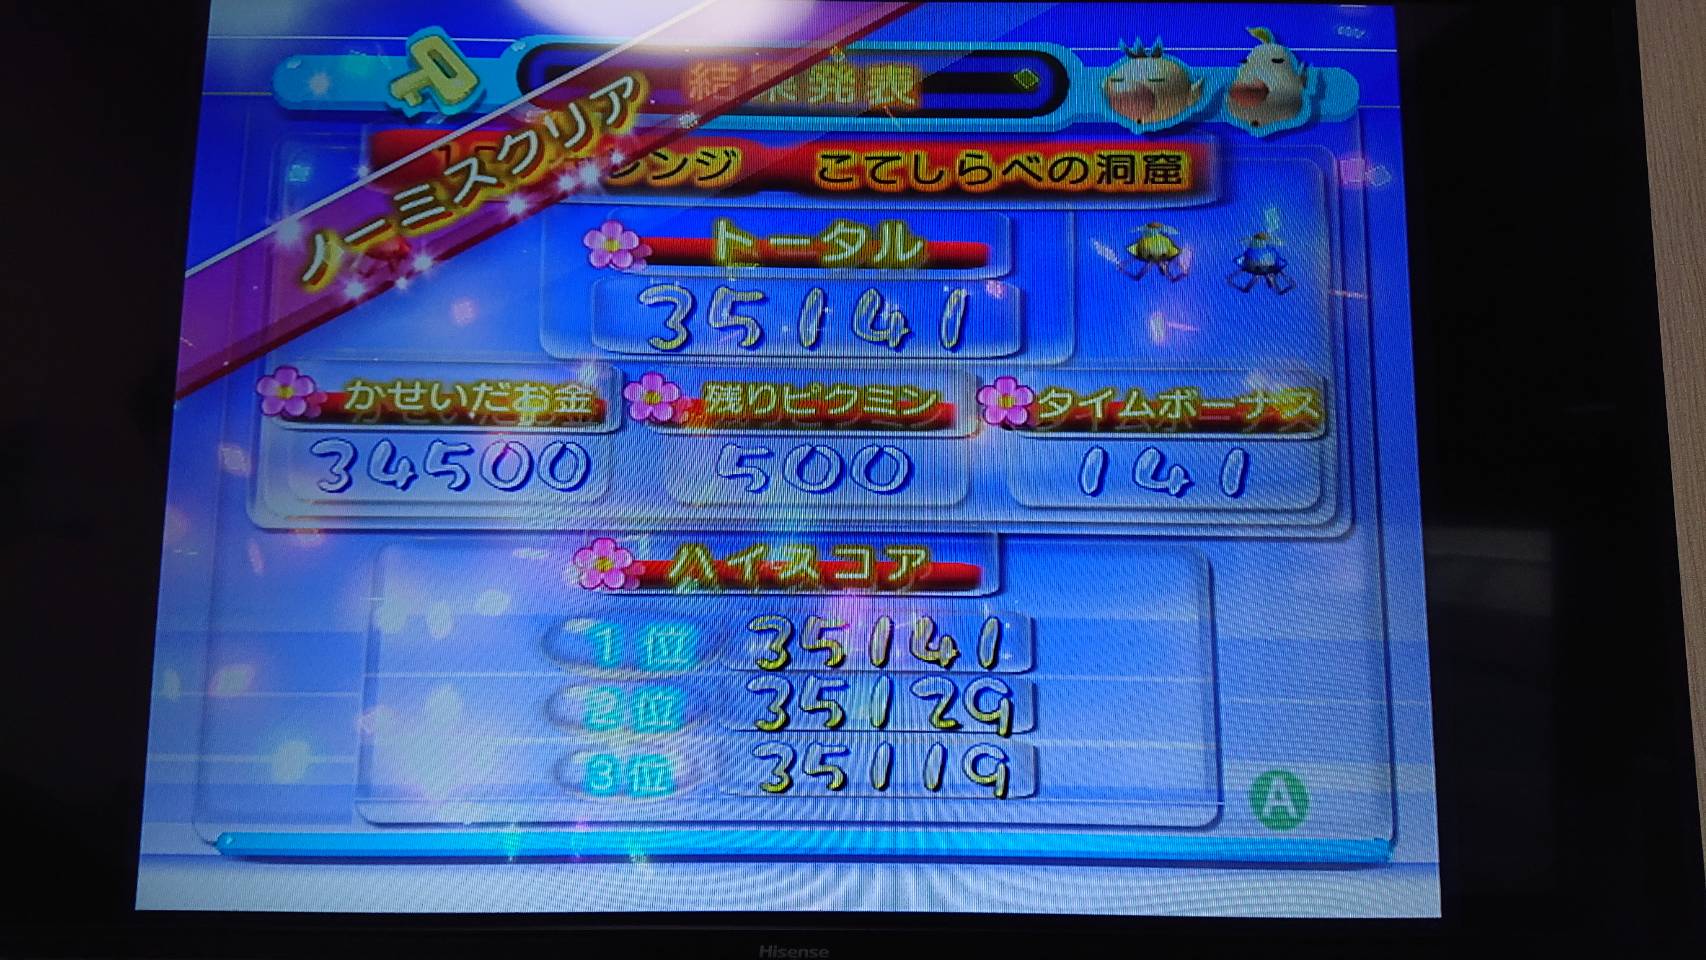 結果発表
ノーミスクリア
レンジ こてしらべの洞窟
トータル
35141
かせいだお金 残りピクミン タイムボーナス
34500 500 141
ハイスコア
1位 35141
2位 35129
3位 35119
A
Hisense